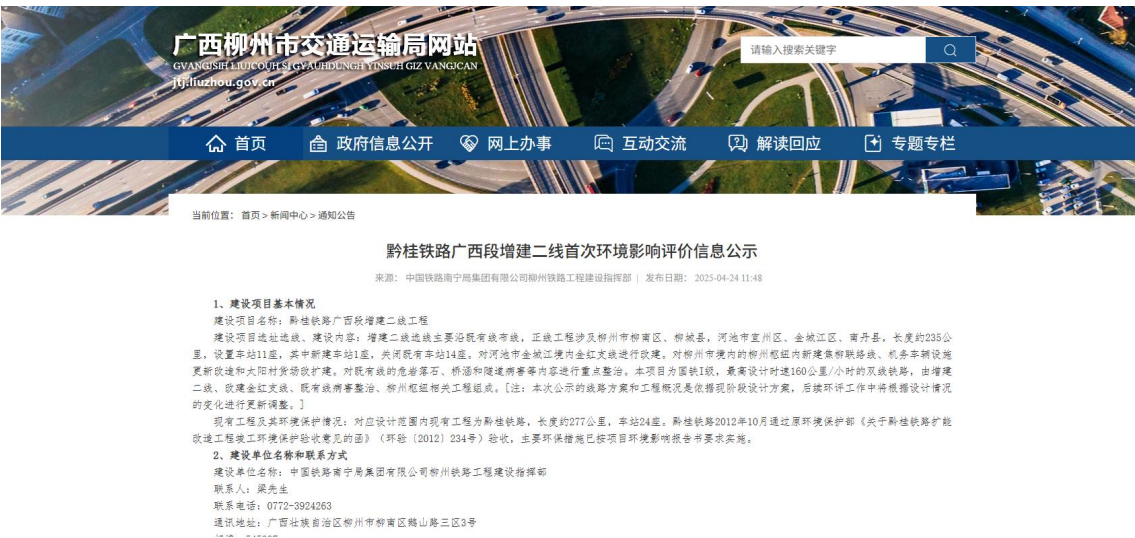 广西柳州市交通运输局网站
GVANGJSIH LIUJCOUH SI GYAUHDUNGH YINSUH GIZ VANGJCAN
jtj.liuzhou.gov.cn
请输入搜索关键字
首页 政府信息公开 网上办事 互动交流 解读回应 专题专栏
当前位置： 首页 > 新闻中心 > 通知公告
黔桂铁路广西段增建二线首次环境影响评价信息公示
来源： 中国铁路南宁局集团有限公司柳州铁路工程建设指挥部 | 发布日期： 2025-04-24 11:48
1、建设项目基本情况
建设项目名称：黔桂铁路广西段增建二线工程
建设项目选址选线、建设内容：增建二线选线主要沿既有线布线，正线工程涉及柳州市柳南区、柳城县，河池市宜州区、金城江区、南丹县，长度约235公
里，设置车站11座，其中新建车站1座，关闭既有车站14座。对河池市金城江境内金红支线进行改建。对柳州市境内的柳州枢纽内新建焦柳联络线、机务车辆设施
更新改造和大阳村货场改扩建。对既有线的危岩落石、桥涵和隧道病害等内容进行重点整治。本项目为国铁I级，最高设计时速160公里/小时的双线铁路，由增建
二线、改建金红支线、既有线病害整治、柳州枢纽相关工程组成。[注：本次公示的线路方案和工程概况是依据现阶段设计方案，后续环评工作中将根据设计情况
的变化进行更新调整。]
现有工程及其环境保护情况：对应设计范围内现有工程为黔桂铁路，长度约277公里，车站24座。黔桂铁路2012年10月通过原环境保护部《关于黔桂铁路扩能
改造工程竣工环境保护验收意见的函》（环验〔2012〕234号）验收，主要环保措施已按项目环境影响报告书要求实施。
2、建设单位名称和联系方式
建设单位名称：中国铁路南宁局集团有限公司柳州铁路工程建设指挥部
联系人：梁先生
联系电话：0772-3924263
通讯地址：广西壮族自治区柳州市柳南区鹅山路三区3号